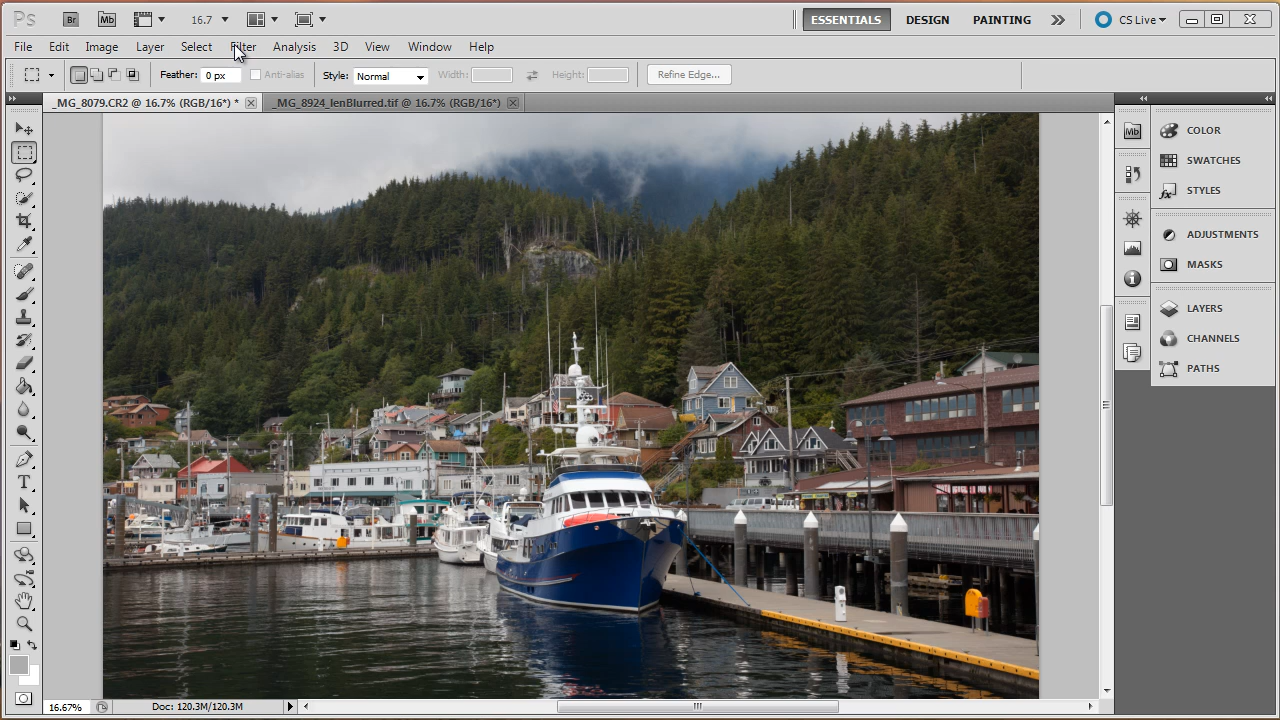 Ps Br Mb 16.7 ESSENTIALS DESIGN PAINTING CS Live
File Edit Image Layer Select Filter Analysis 3D View Window Help
Feather: 0 px Anti-alias Style: Normal Width: Height: Refine Edge...
_MG_8079.CR2 @ 16.7% (RGB/16*) * _MG_8924_lenBlurred.tif @ 16.7% (RGB/16*)
Mb COLOR
SWATCHES
STYLES
ADJUSTMENTS
MASKS
LAYERS
CHANNELS
PATHS
16.67% Doc: 120.3M/120.3M